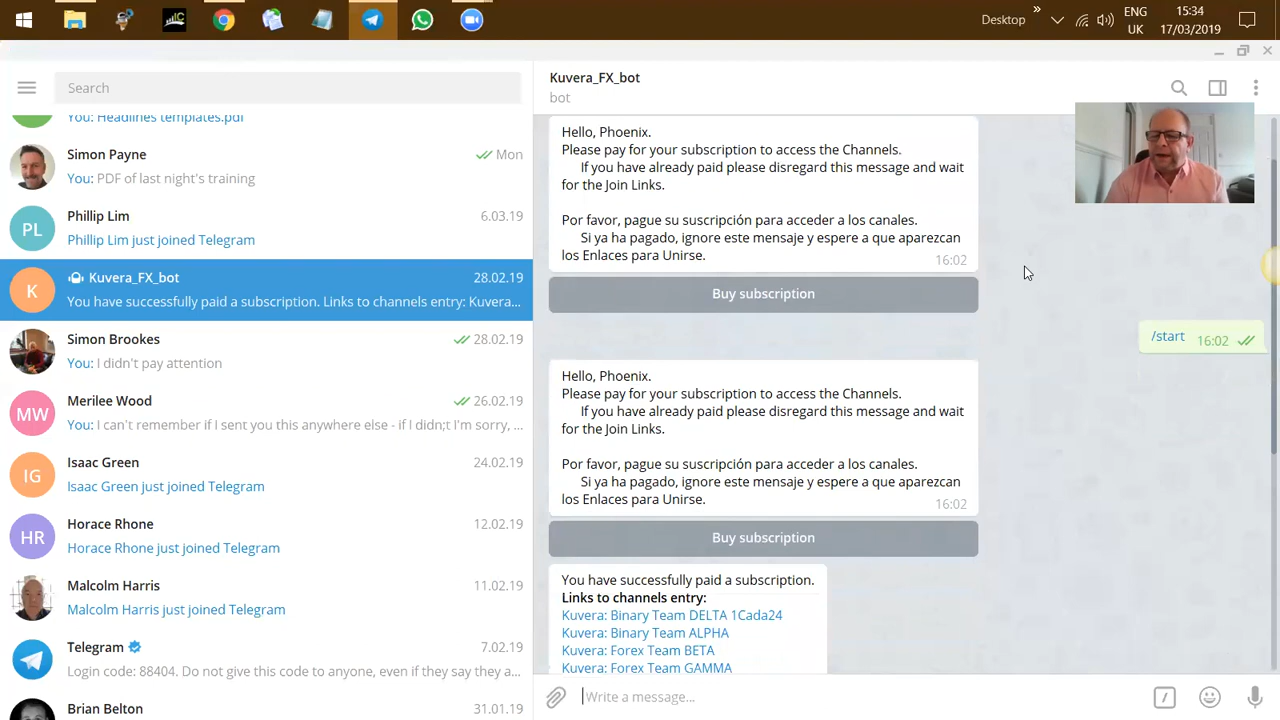 Desktop
»
ENG
UK
15:34
17/03/2019
Search
You: Headlines templates.pdf
Simon Payne
Mon
You: PDF of last night's training
PL
Phillip Lim
6.03.19
Phillip Lim just joined Telegram
K
Kuvera_FX_bot
28.02.19
You have successfully paid a subscription. Links to channels entry: Kuvera...
Simon Brookes
28.02.19
You: I didn't pay attention
MW
Merilee Wood
26.02.19
You: I can't remember if I sent you this anywhere else - if I didn;t I'm sorry, ...
IG
Isaac Green
24.02.19
Isaac Green just joined Telegram
HR
Horace Rhone
12.02.19
Horace Rhone just joined Telegram
Malcolm Harris
11.02.19
Malcolm Harris just joined Telegram
Telegram
7.02.19
Login code: 88404. Do not give this code to anyone, even if they say they a...
Brian Belton
31.01.19
Kuvera_FX_bot
bot
Hello, Phoenix.
Please pay for your subscription to access the Channels.
If you have already paid please disregard this message and wait
for the Join Links.
Por favor, pague su suscripción para acceder a los canales.
Si ya ha pagado, ignore este mensaje y espere a que aparezcan
los Enlaces para Unirse.
16:02
Buy subscription
/start
16:02
Hello, Phoenix.
Please pay for your subscription to access the Channels.
If you have already paid please disregard this message and wait
for the Join Links.
Por favor, pague su suscripción para acceder a los canales.
Si ya ha pagado, ignore este mensaje y espere a que aparezcan
los Enlaces para Unirse.
16:02
Buy subscription
You have successfully paid a subscription.
Links to channels entry:
Kuvera: Binary Team DELTA 1Cada24
Kuvera: Binary Team ALPHA
Kuvera: Forex Team BETA
Kuvera: Forex Team GAMMA
Write a message...